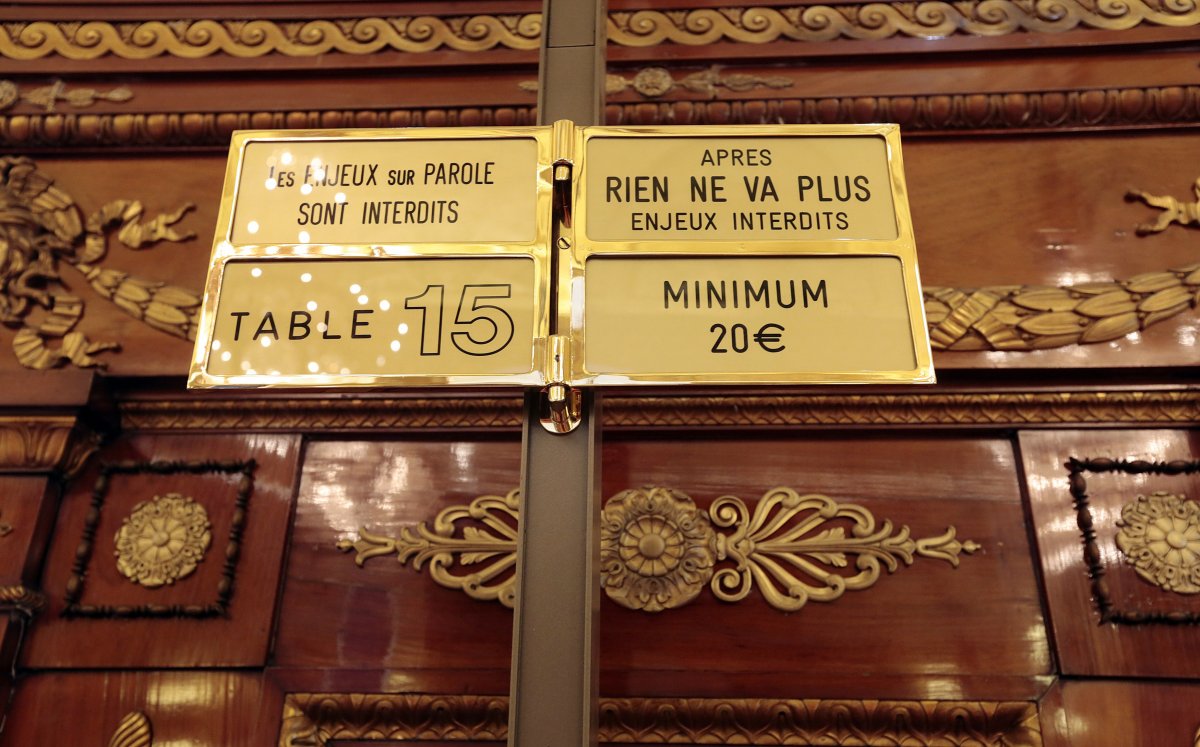 Les ENJEUX sur PAROLE
SONT INTERDITS
TABLE 15
APRES
RIEN NE VA PLUS
ENJEUX INTERDITS
MINIMUM
20€